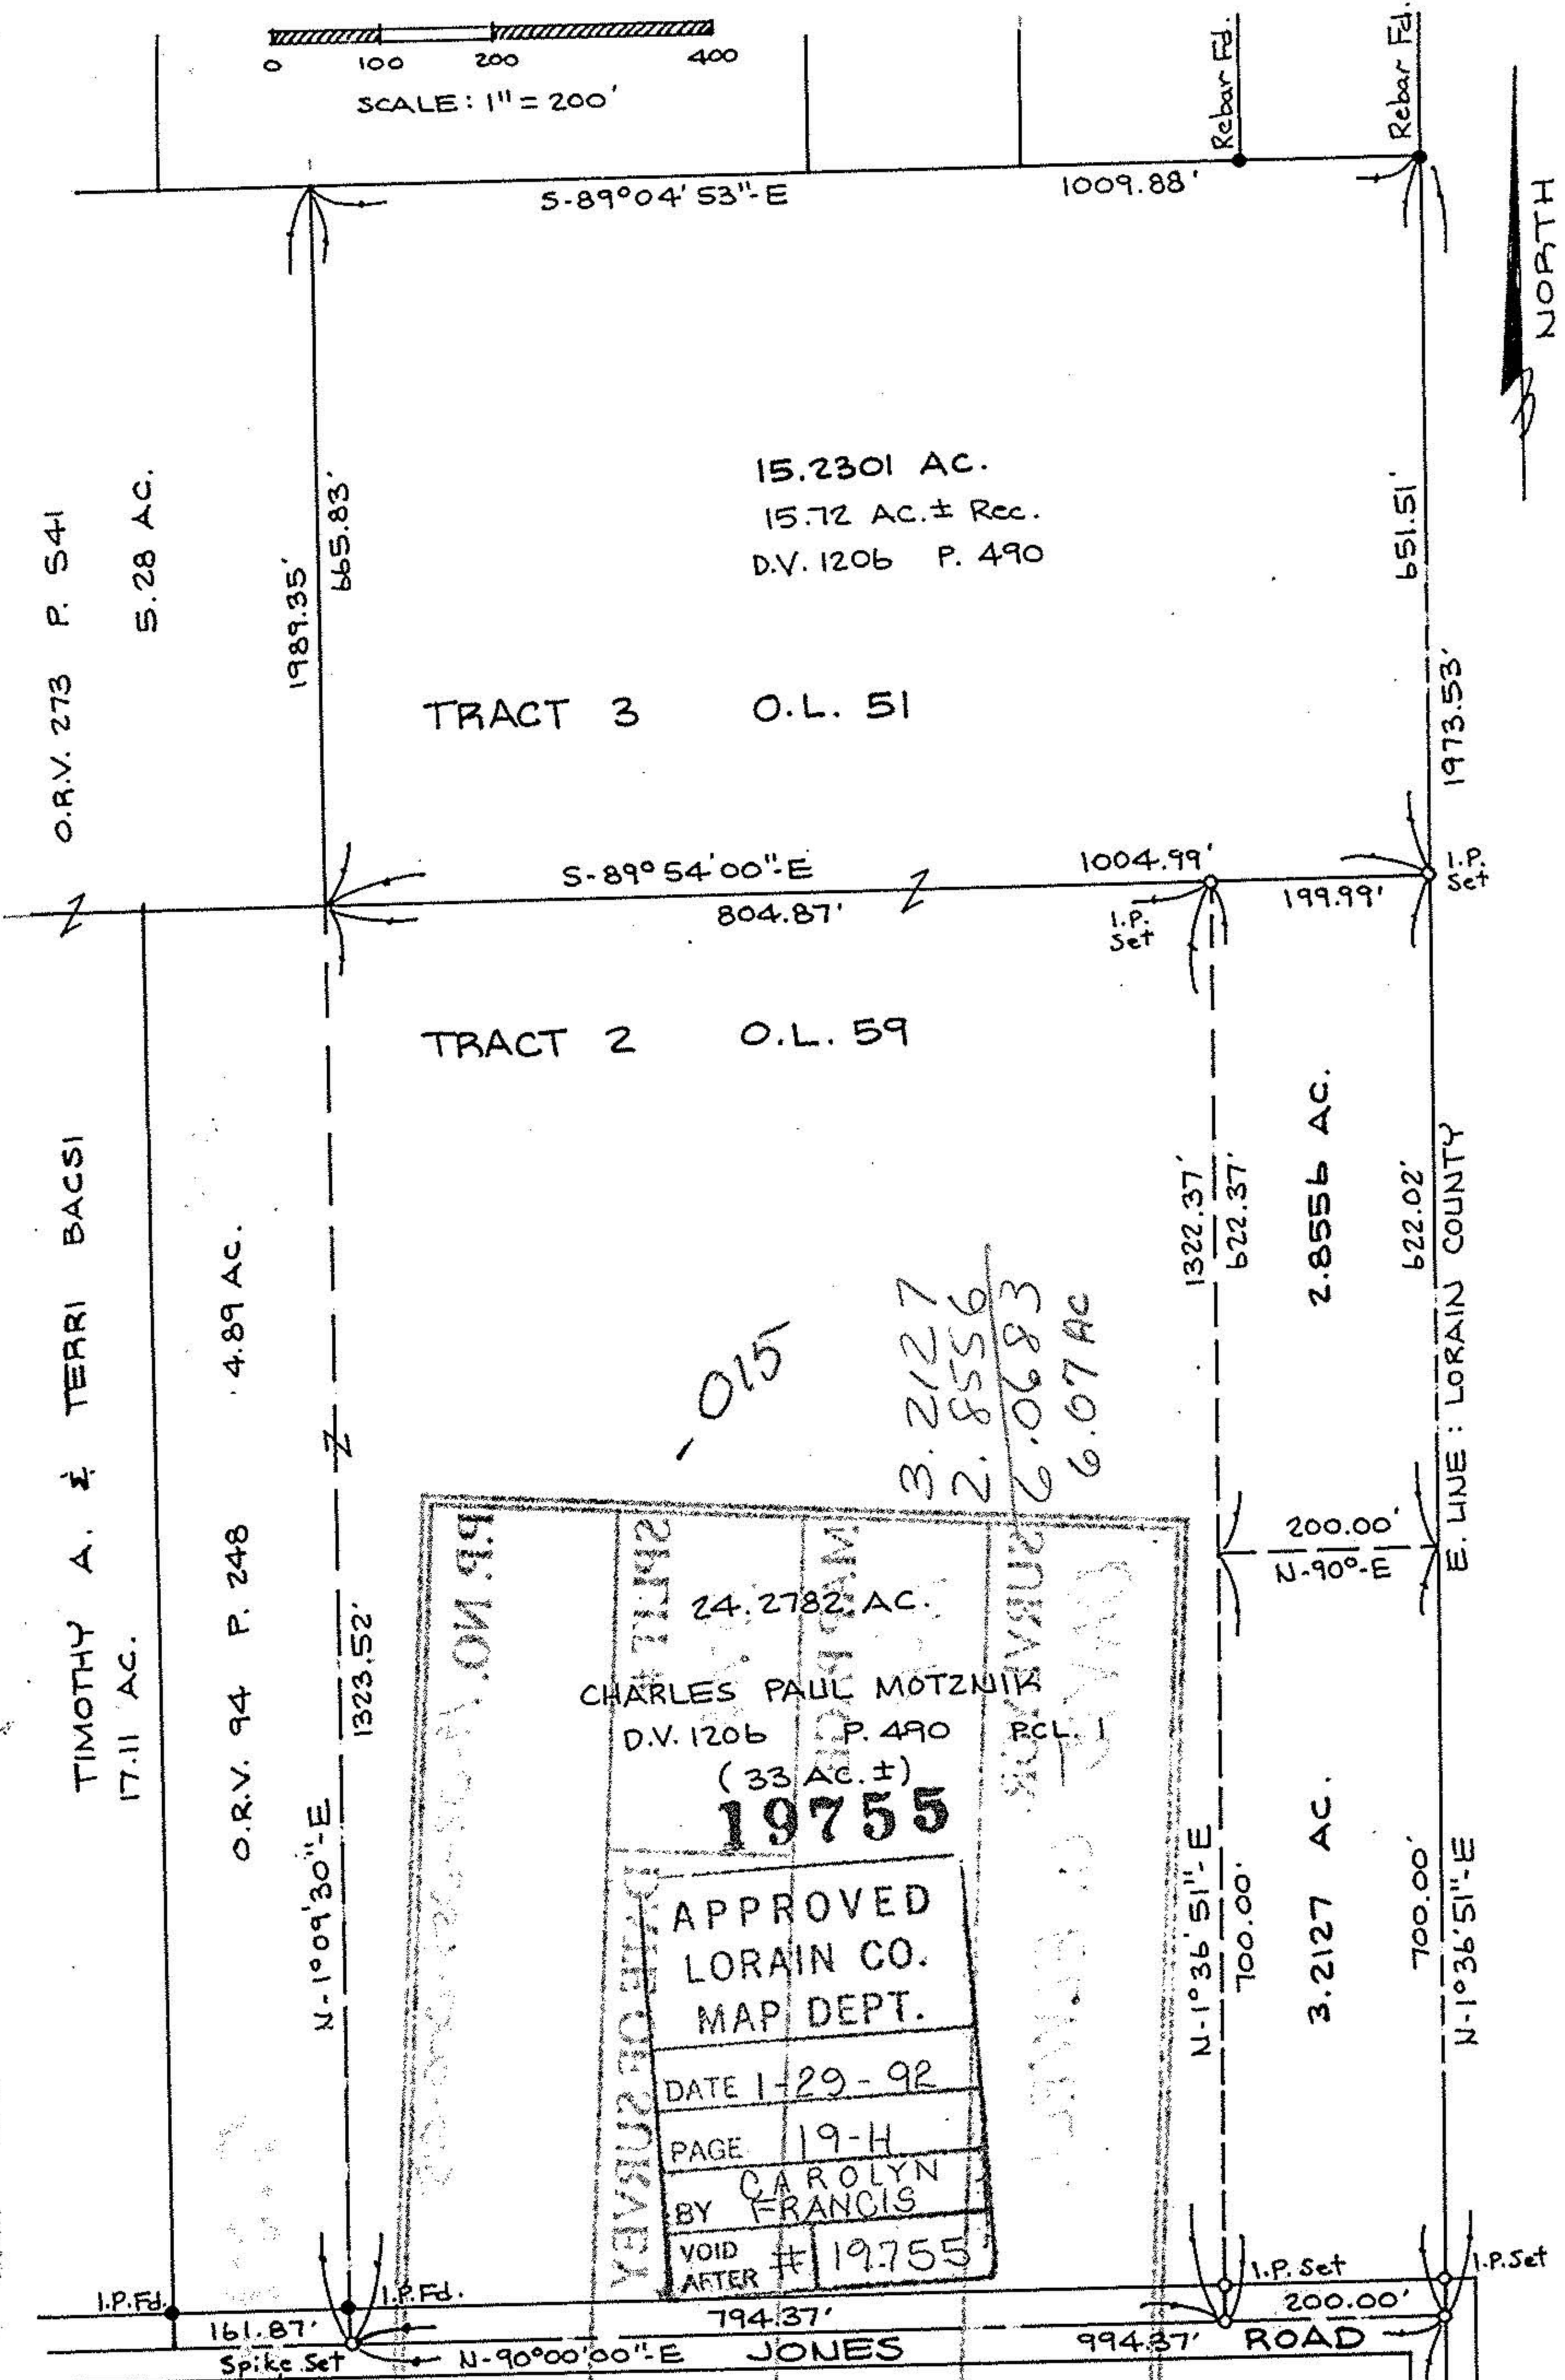 0 100 200 400
SCALE: 1" = 200'
Rebar Fd.
Rebar Fd.
NORTH
S-89°04'53"-E
1009.88'
O.R.V. 273 P. 541
5.28 AC.
1989.35'
665.83'
15.2301 AC.
15.72 AC.± Rec.
D.V. 1206 P. 490
651.51'
1973.53'
TRACT 3 O.L. 51
S-89°54'00"-E
1004.99'
804.87'
199.99'
I.P.
Set
I.P.
Set
TRACT 2 O.L. 59
TIMOTHY A. & TERRI BACSI
17.11 AC.
O.R.V. 94 P. 248 4.89 AC.
1322.37'
622.37'
2.8556 AC.
622.02'
E. LINE : LORAIN COUNTY
- 015
3.2127
2.8556
6.0683
6.07 AC
200.00'
N-90°-E
P.P. NO.
SPLIT #
MAP PAGE
SURVEYOR
DATE OF SURVEY
24.2782 AC.
CHARLES PAUL MOTZNIK
D.V. 1206 P. 490 PCL. 1
(33 AC.±)
19755
APPROVED
LORAIN CO.
MAP DEPT.
DATE 1-29-92
PAGE 19-H
BY CAROLYN
FRANCIS
VOID
AFTER # 19755
1323.52'
N-1°09'30"-E
N-1°36'51"-E
700.00'
3.2127 AC.
700.00'
N-1°36'51"-E
I.P.Fd.
I.P.Fd.
I.P. Set
I.P.Set
161.87'
794.37'
200.00'
994.37'
Spike Set
N-90°00'00"-E JONES ROAD